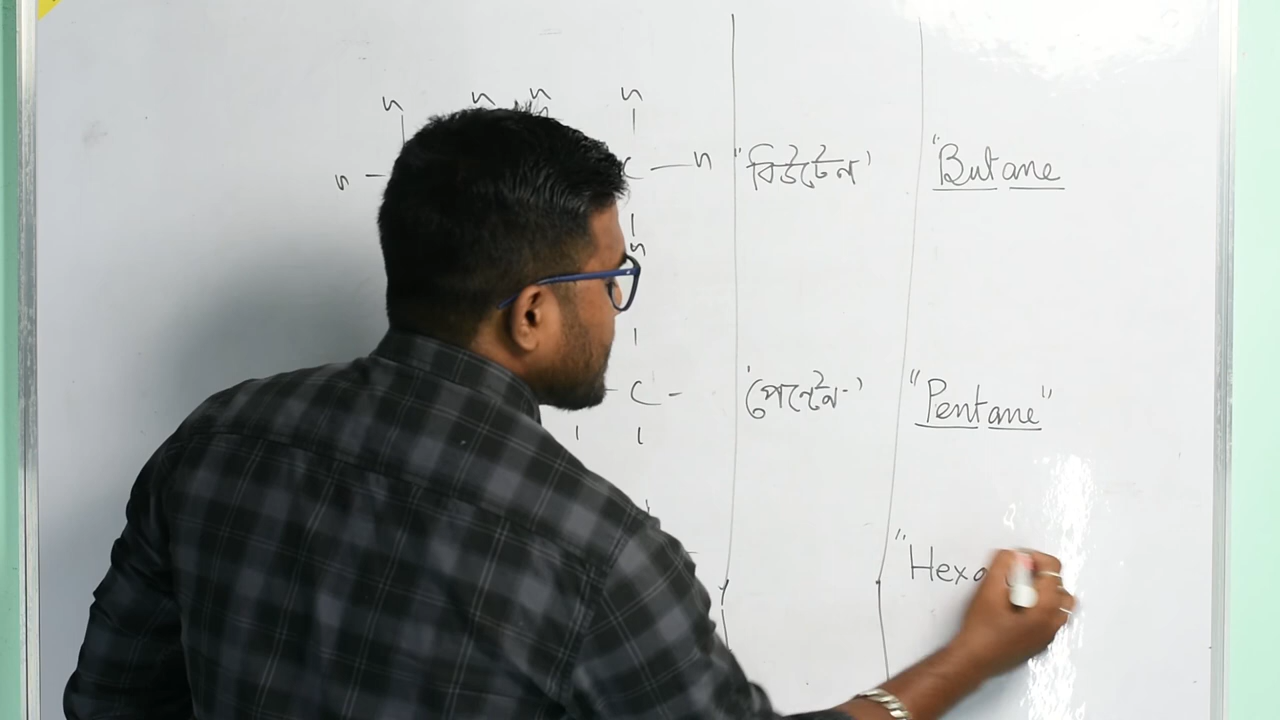 n n n n
n C — n 'বিউটেন' "Butane
n
C - 'পেন্টেন' "Pentane"
"Hexa